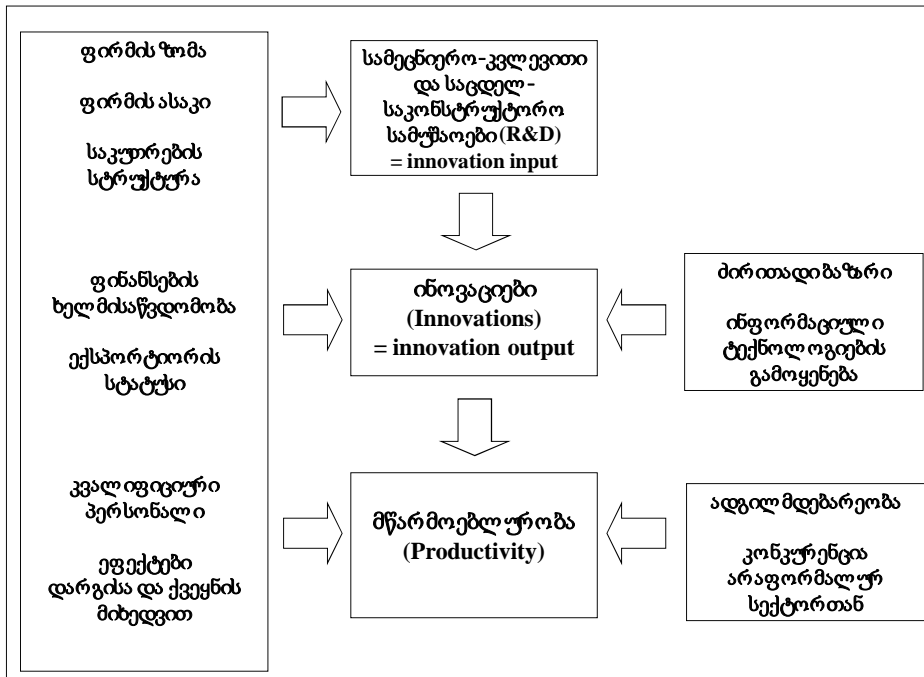 ფირმის ზომა
ფირმის ასაკი
საკუთრების
სტრუქტურა
ფინანსების
ხელმისაწვდომობა
ექსპორტიორის
სტატუსი
კვალიფიციური
პერსონალი
ეფექტები
დარგისა და ქვეყნის
მიხედვით
სამეცნიერო-კვლევითი
და საცდელ-
საკონსტრუქტორო
სამუშაოები (R&D)
= innovation input
ინოვაციები
(Innovations)
= innovation output
მწარმოებლურობა
(Productivity)
ძირითადი ბაზარი
ინფორმაციული
ტექნოლოგიების
გამოყენება
ადგილმდებარეობა
კონკურენცია
არაფორმალურ
სექტორთან